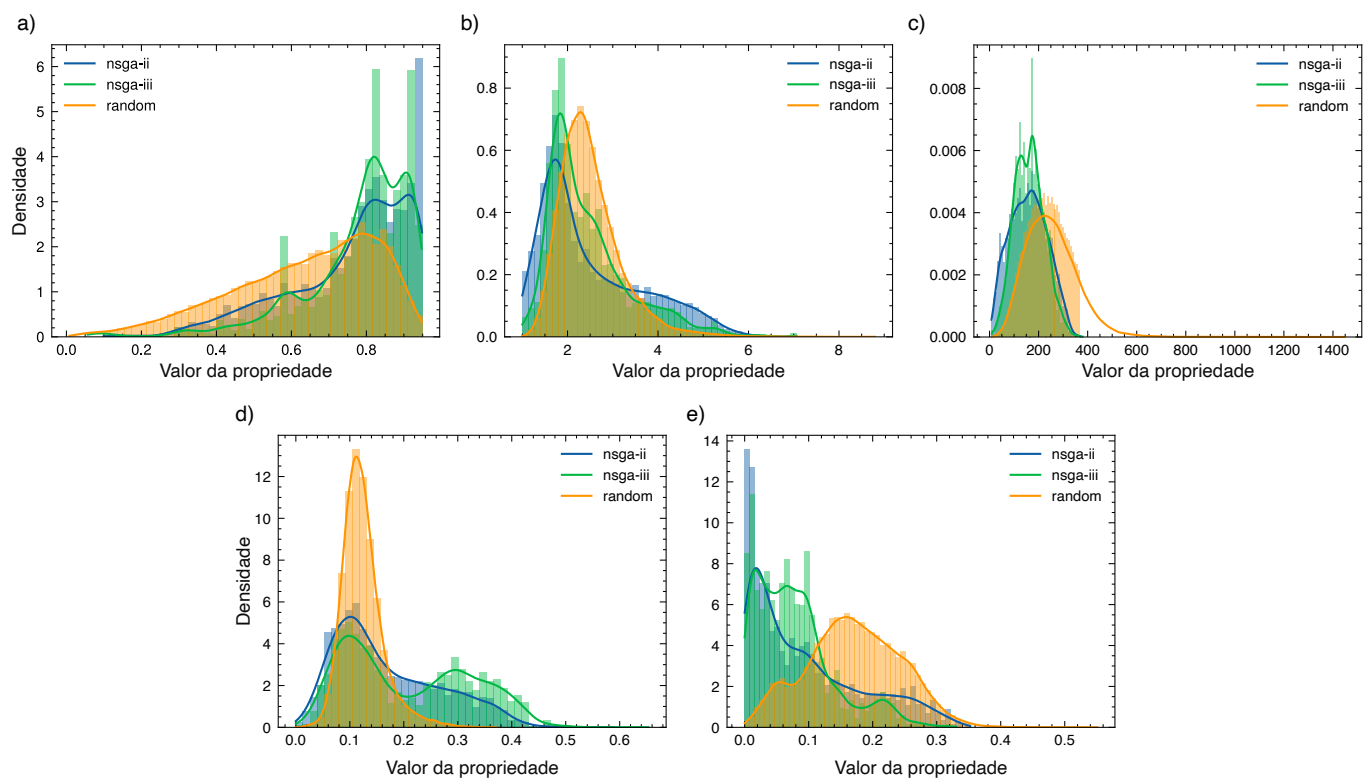 a)
nsga-ii
nsga-iii
random
Densidade
0 1 2 3 4 5 6
0.0 0.2 0.4 0.6 0.8
Valor da propriedade
b)
nsga-ii
nsga-iii
random
0.0 0.2 0.4 0.6 0.8
2 4 6 8
Valor da propriedade
c)
nsga-ii
nsga-iii
random
0.000 0.002 0.004 0.006 0.008
0 200 400 600 800 1000 1200 1400
Valor da propriedade
d)
nsga-ii
nsga-iii
random
Densidade
0 2 4 6 8 10 12
0.0 0.1 0.2 0.3 0.4 0.5 0.6
Valor da propriedade
e)
nsga-ii
nsga-iii
random
0 2 4 6 8 10 12 14
0.0 0.1 0.2 0.3 0.4 0.5
Valor da propriedade